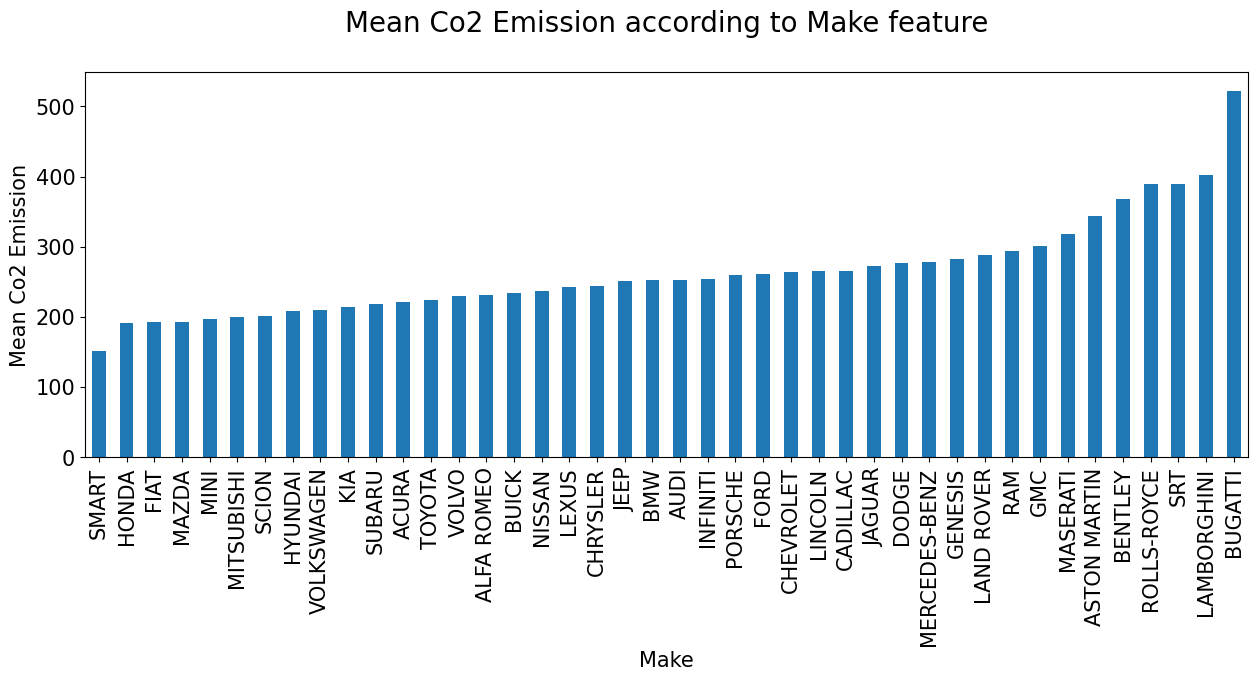 Mean Co2 Emission according to Make feature
Mean Co2 Emission
500
400
300
200
100
0
SMART
HONDA
FIAT
MAZDA
MINI
MITSUBISHI
SCION
HYUNDAI
VOLKSWAGEN
KIA
SUBARU
ACURA
TOYOTA
VOLVO
ALFA ROMEO
BUICK
NISSAN
LEXUS
CHRYSLER
JEEP
BMW
AUDI
INFINITI
PORSCHE
FORD
CHEVROLET
LINCOLN
CADILLAC
JAGUAR
DODGE
MERCEDES-BENZ
GENESIS
LAND ROVER
RAM
GMC
MASERATI
ASTON MARTIN
BENTLEY
ROLLS-ROYCE
SRT
LAMBORGHINI
BUGATTI
Make